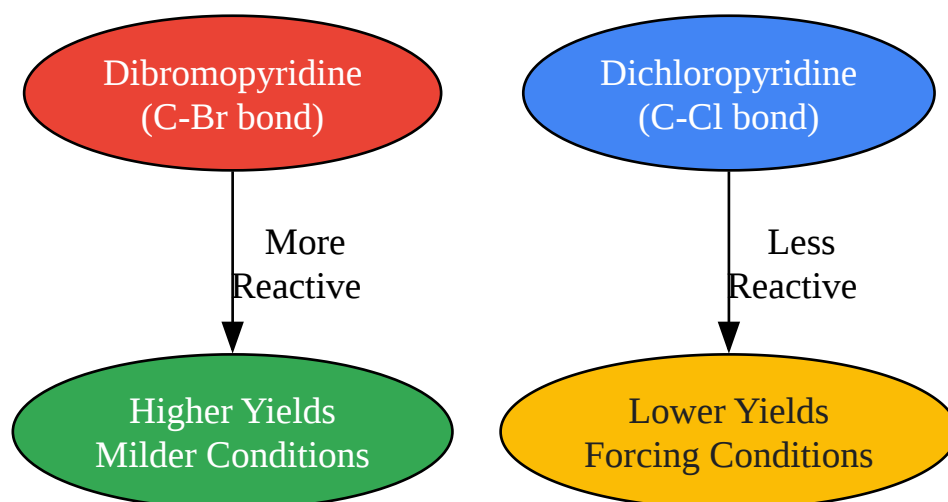 Dibromopyridine
(C-Br bond)
Dichloropyridine
(C-Cl bond)
More
Reactive
Less
Reactive
Higher Yields
Milder Conditions
Lower Yields
Forcing Conditions